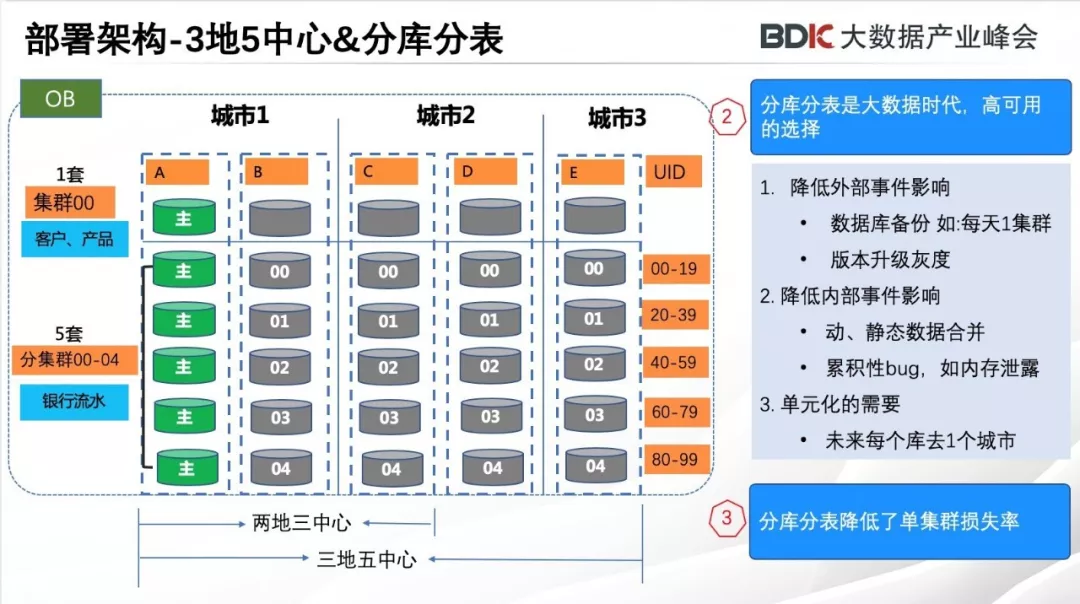 部署架构-3地5中心&分库分表
BDIC 大数据产业峰会
OB
城市1
城市2
城市3
1套
集群00
客户、产品
A
B
C
D
E
UID
主
主
00
00
00
00
00-19
主
01
01
01
01
20-39
5套
分集群00-04
银行流水
主
02
02
02
02
40-59
主
03
03
03
03
60-79
主
04
04
04
04
80-99
两地三中心
三地五中心
2
分库分表是大数据时代，高可用
的选择
1. 降低外部事件影响
• 数据库备份 如:每天1集群
• 版本升级灰度
2. 降低内部事件影响
• 动、静态数据合并
• 累积性bug，如内存泄露
3. 单元化的需要
• 未来每个库去1个城市
3
分库分表降低了单集群损失率